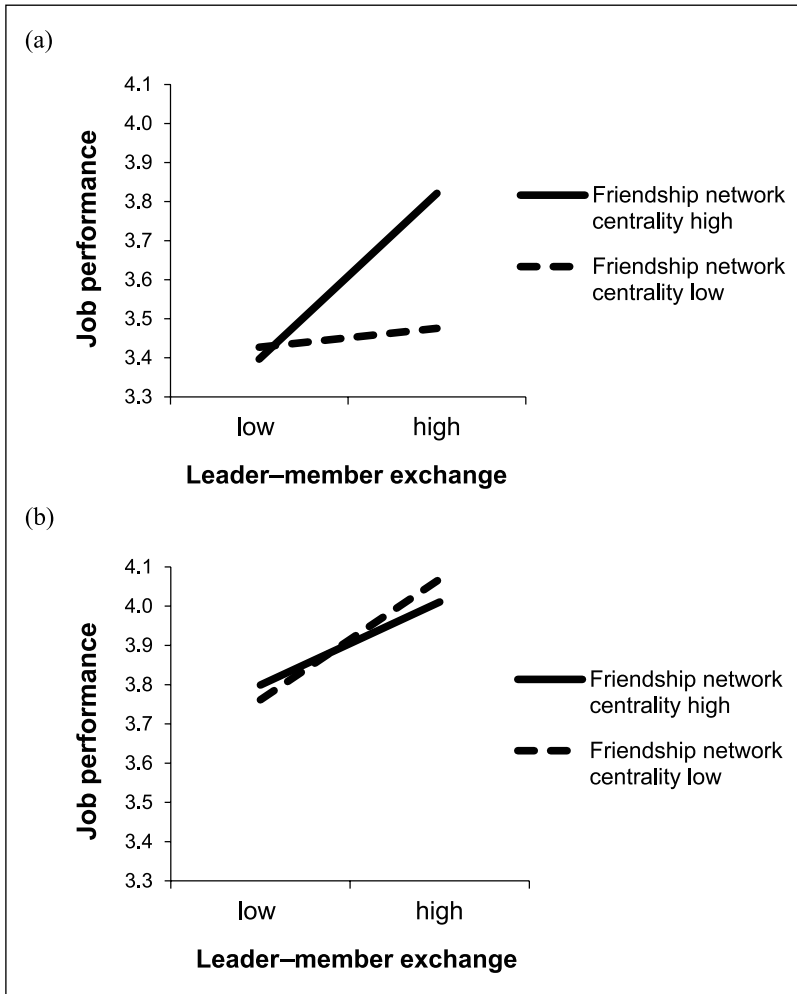 (a)
Job performance
4.1
4.0
3.9
3.8
3.7
3.6
3.5
3.4
3.3
low
high
Leader–member exchange
Friendship network
centrality high
Friendship network
centrality low
(b)
Job performance
4.1
4.0
3.9
3.8
3.7
3.6
3.5
3.4
3.3
low
high
Leader–member exchange
Friendship network
centrality high
Friendship network
centrality low